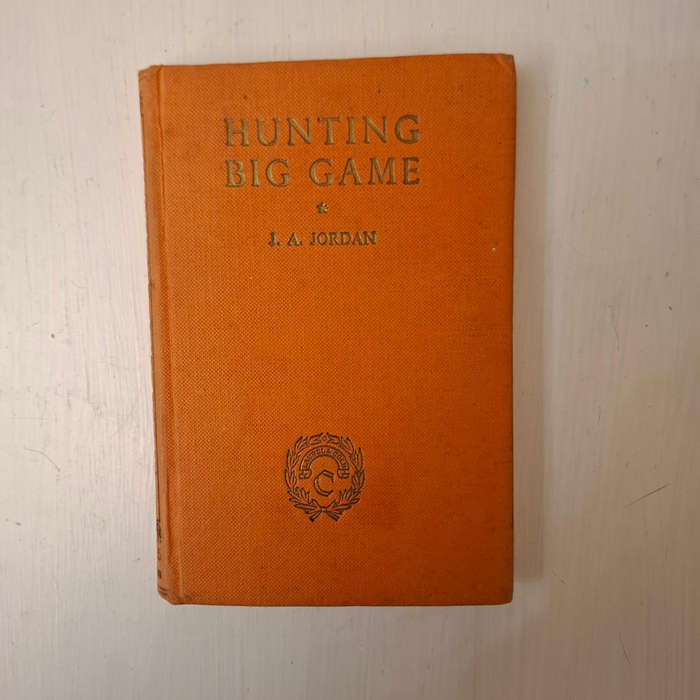 HUNTING
BIG GAME
J. A. JORDAN
C